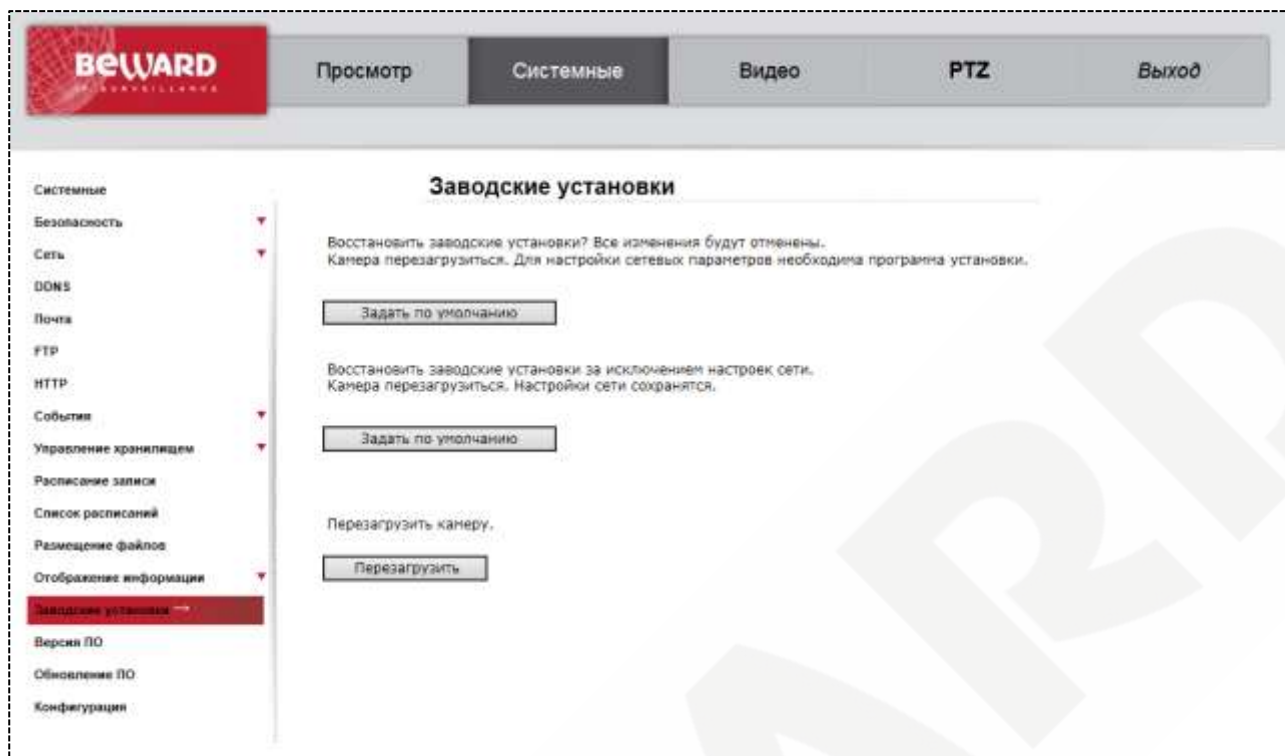 BEWARD
IP SURVEILLANCE
Просмотр
Системные
Видео
PTZ
Выход
Системные
Безопасность
Сеть
DDNS
Почта
FTP
HTTP
События
Управление хранилищем
Расписание записи
Список расписаний
Размещение файлов
Отображение информации
Заводские установки →
Версия ПО
Обновление ПО
Конфигурация
Заводские установки
Восстановить заводские установки? Все изменения будут отменены.
Камера перезагрузиться. Для настройки сетевых параметров необходима программа установки.
Задать по умолчанию
Восстановить заводские установки за исключением настроек сети.
Камера перезагрузиться. Настройки сети сохранятся.
Задать по умолчанию
Перезагрузить камеру.
Перезагрузить
ARD